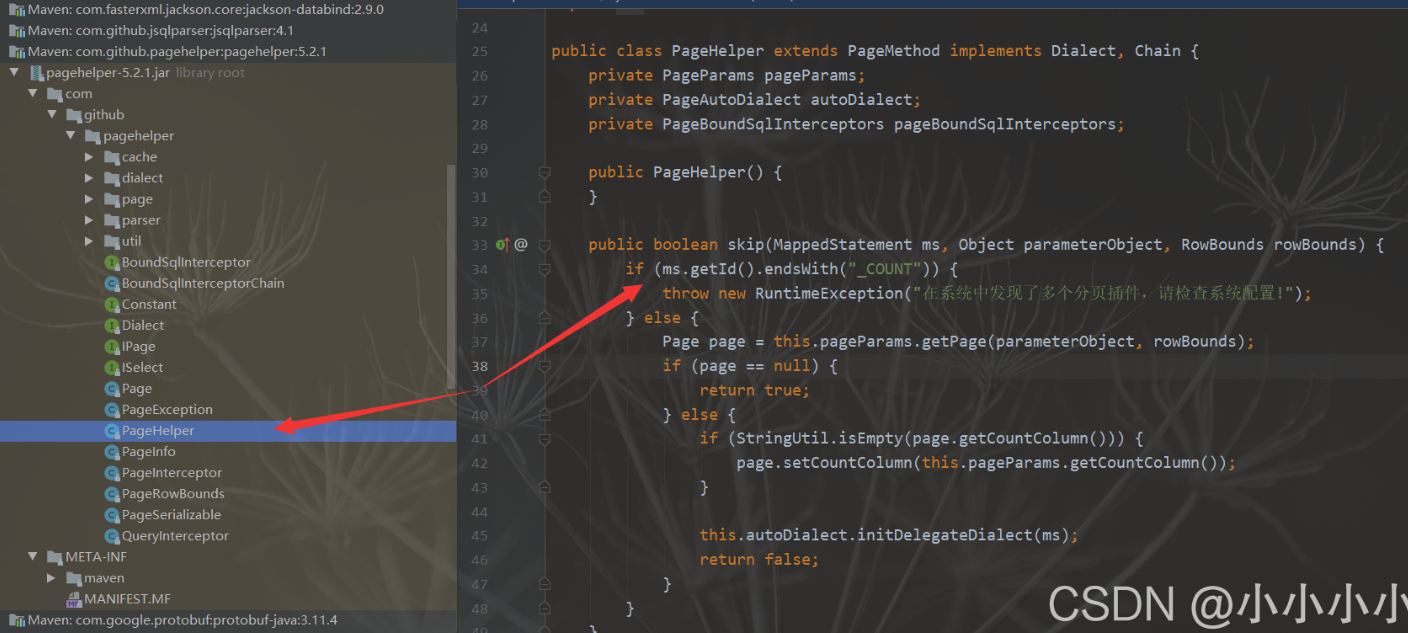 Maven: com.fasterxml.jackson.core:jackson-databind:2.9.0
Maven: com.github.jsqlparser:jsqlparser:4.1
Maven: com.github.pagehelper:pagehelper:5.2.1
pagehelper-5.2.1.jar library root
com
github
pagehelper
cache
dialect
page
parser
util
BoundSqlInterceptor
BoundSqlInterceptorChain
Constant
Dialect
IPage
ISelect
Page
PageException
PageHelper
PageInfo
PageInterceptor
PageRowBounds
PageSerializable
QueryInterceptor
META-INF
maven
MANIFEST.MF
Maven: com.google.protobuf:protobuf-java:3.11.4
24
25 public class PageHelper extends PageMethod implements Dialect, Chain {
26 private PageParams pageParams;
27 private PageAutoDialect autoDialect;
28 private PageBoundSqlInterceptors pageBoundSqlInterceptors;
29
30 public PageHelper() {
31 }
32
33 @ public boolean skip(MappedStatement ms, Object parameterObject, RowBounds rowBounds) {
34 if (ms.getId().endsWith("_COUNT")) {
35 throw new RuntimeException("在系统中发现了多个分页插件，请检查系统配置!");
36 } else {
37 Page page = this.pageParams.getPage(parameterObject, rowBounds);
38 if (page == null) {
39 return true;
40 } else {
41 if (StringUtil.isEmpty(page.getCountColumn())) {
42 page.setCountColumn(this.pageParams.getCountColumn());
43 }
44
45 this.autoDialect.initDelegateDialect(ms);
46 return false;
47 }
48 }
49 }
CSDN @小小小小